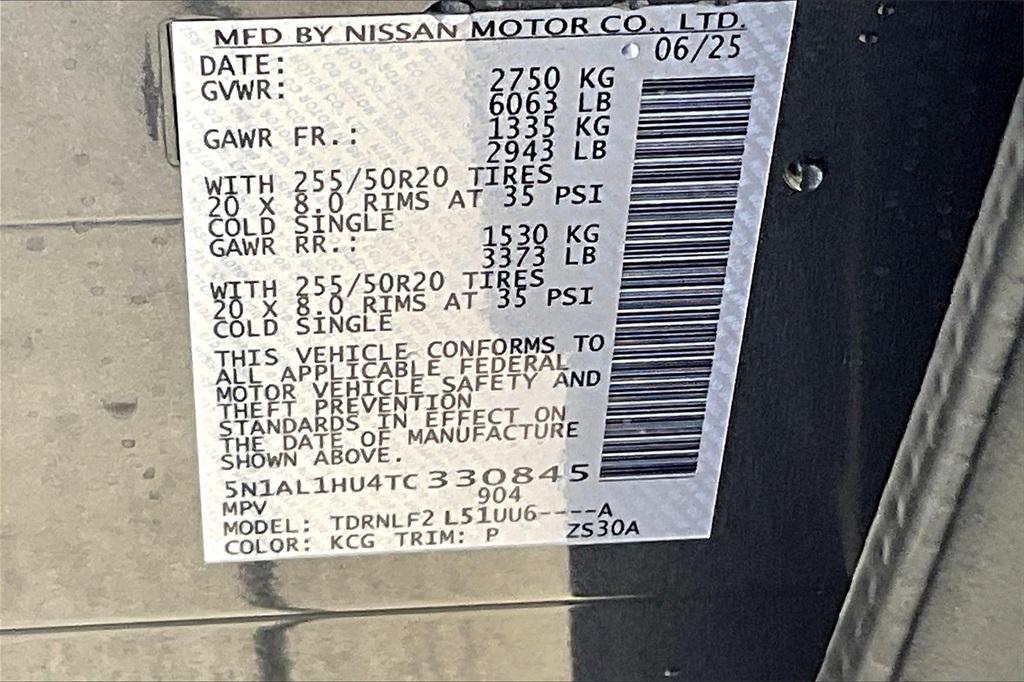 MFD BY NISSAN MOTOR CO., LTD.
DATE: 06/25
GVWR: 2750 KG
6063 LB
GAWR FR.: 1335 KG
2943 LB
WITH 255/50R20 TIRES
20 X 8.0 RIMS AT 35 PSI
COLD SINGLE
GAWR RR.: 1530 KG
3373 LB
WITH 255/50R20 TIRES
20 X 8.0 RIMS AT 35 PSI
COLD SINGLE
THIS VEHICLE CONFORMS TO
ALL APPLICABLE FEDERAL
MOTOR VEHICLE SAFETY AND
THEFT PREVENTION
STANDARDS IN EFFECT ON
THE DATE OF MANUFACTURE
SHOWN ABOVE.
5N1AL1HU4TC330845
MPV 904
MODEL: TDRNLF2 L51UU6----A
COLOR: KCG TRIM: P ZS30A